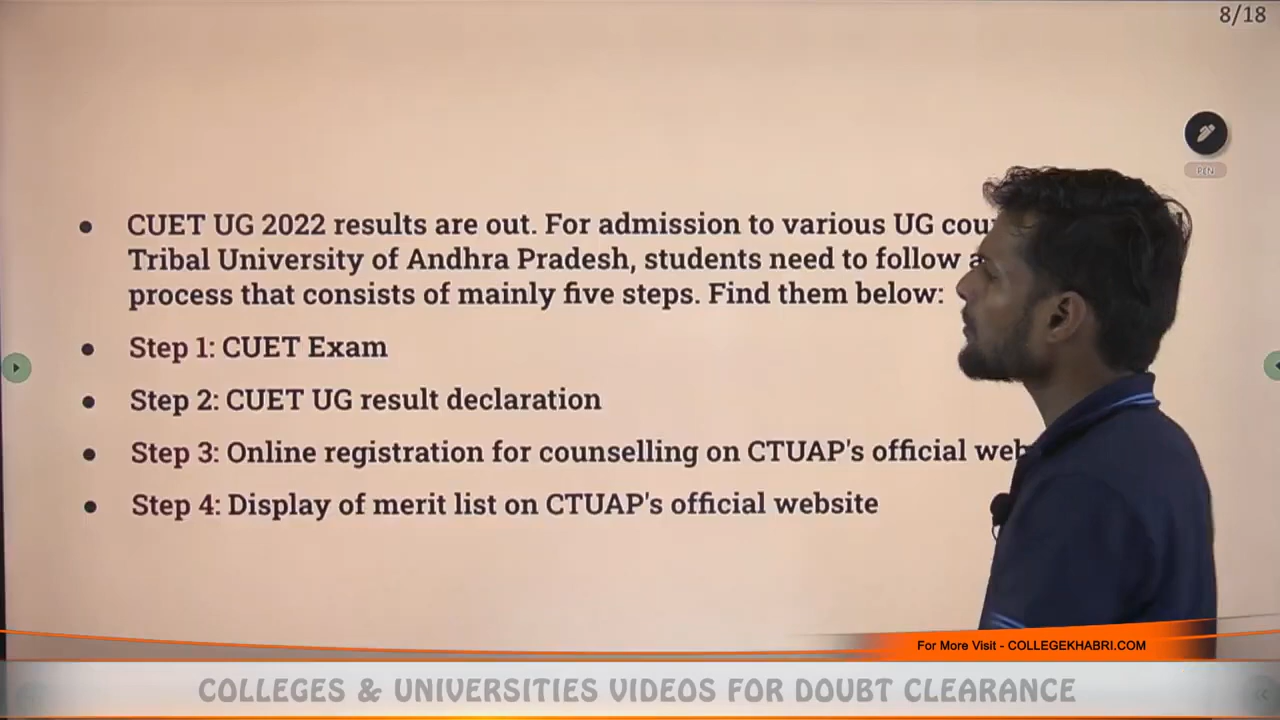 8/18
PEN
CUET UG 2022 results are out. For admission to various UG
Tribal University of Andhra Pradesh, students need to follow
process that consists of mainly five steps. Find them below:
Step 1: CUET Exam
Step 2: CUET UG result declaration
Step 3: Online registration for counselling on CTUAP's official
Step 4: Display of merit list on CTUAP's official website
For More Visit - COLLEGEKHABRI.COM
COLLEGES & UNIVERSITIES VIDEOS FOR DOUBT CLEARANCE